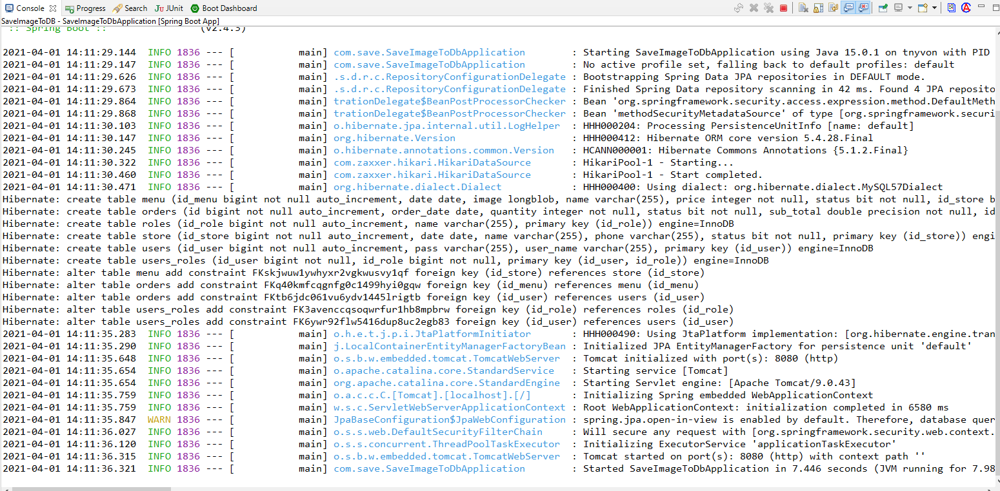 Console Progress Search JUnit Boot Dashboard
SaveImageToDB - SaveImageToDbApplication [Spring Boot App]
:: Spring Boot :: (v2.4.3)
2021-04-01 14:11:29.144 INFO 1836 --- [ main] com.save.SaveImageToDbApplication : Starting SaveImageToDbApplication using Java 15.0.1 on tnyvon with PID
2021-04-01 14:11:29.147 INFO 1836 --- [ main] com.save.SaveImageToDbApplication : No active profile set, falling back to default profiles: default
2021-04-01 14:11:29.626 INFO 1836 --- [ main] .s.d.r.c.RepositoryConfigurationDelegate : Bootstrapping Spring Data JPA repositories in DEFAULT mode.
2021-04-01 14:11:29.673 INFO 1836 --- [ main] .s.d.r.c.RepositoryConfigurationDelegate : Finished Spring Data repository scanning in 42 ms. Found 4 JPA reposito
2021-04-01 14:11:29.864 INFO 1836 --- [ main] trationDelegate$BeanPostProcessorChecker : Bean 'org.springframework.security.access.expression.method.DefaultMeth
2021-04-01 14:11:29.868 INFO 1836 --- [ main] trationDelegate$BeanPostProcessorChecker : Bean 'methodSecurityMetadataSource' of type [org.springframework.securi
2021-04-01 14:11:30.103 INFO 1836 --- [ main] o.hibernate.jpa.internal.util.LogHelper : HHH000204: Processing PersistenceUnitInfo [name: default]
2021-04-01 14:11:30.147 INFO 1836 --- [ main] org.hibernate.Version : HHH000412: Hibernate ORM core version 5.4.28.Final
2021-04-01 14:11:30.245 INFO 1836 --- [ main] o.hibernate.annotations.common.Version : HCANN000001: Hibernate Commons Annotations {5.1.2.Final}
2021-04-01 14:11:30.322 INFO 1836 --- [ main] com.zaxxer.hikari.HikariDataSource : HikariPool-1 - Starting...
2021-04-01 14:11:30.460 INFO 1836 --- [ main] com.zaxxer.hikari.HikariDataSource : HikariPool-1 - Start completed.
2021-04-01 14:11:30.471 INFO 1836 --- [ main] org.hibernate.dialect.Dialect : HHH000400: Using dialect: org.hibernate.dialect.MySQL57Dialect
Hibernate: create table menu (id_menu bigint not null auto_increment, date date, image longblob, name varchar(255), price integer not null, status bit not null, id_store b
Hibernate: create table orders (id bigint not null auto_increment, order_date date, quantity integer not null, status bit not null, sub_total double precision not null, id
Hibernate: create table roles (id_role bigint not null auto_increment, name varchar(255), primary key (id_role)) engine=InnoDB
Hibernate: create table store (id_store bigint not null auto_increment, date date, name varchar(255), phone varchar(255), status bit not null, primary key (id_store)) engi
Hibernate: create table users (id_user bigint not null auto_increment, pass varchar(255), user_name varchar(255), primary key (id_user)) engine=InnoDB
Hibernate: create table users_roles (id_user bigint not null, id_role bigint not null, primary key (id_user, id_role)) engine=InnoDB
Hibernate: alter table menu add constraint FKskjwuw1ywhyxr2vgkwusvy1qf foreign key (id_store) references store (id_store)
Hibernate: alter table orders add constraint FKq40kmfcqgnfg0c1499hyi0gqw foreign key (id_menu) references menu (id_menu)
Hibernate: alter table orders add constraint FKtb6jdc061vu6ydv1445lrigtb foreign key (id_user) references users (id_user)
Hibernate: alter table users_roles add constraint FK3avenccqsoqwrfur1hb8mpbrw foreign key (id_role) references roles (id_role)
Hibernate: alter table users_roles add constraint FK6ywr92flw5416dup8uc2egb83 foreign key (id_user) references users (id_user)
2021-04-01 14:11:35.283 INFO 1836 --- [ main] o.h.e.t.j.p.i.JtaPlatformInitiator : HHH000490: Using JtaPlatform implementation: [org.hibernate.engine.tran
2021-04-01 14:11:35.290 INFO 1836 --- [ main] j.LocalContainerEntityManagerFactoryBean : Initialized JPA EntityManagerFactory for persistence unit 'default'
2021-04-01 14:11:35.648 INFO 1836 --- [ main] o.s.b.w.embedded.tomcat.TomcatWebServer : Tomcat initialized with port(s): 8080 (http)
2021-04-01 14:11:35.654 INFO 1836 --- [ main] o.apache.catalina.core.StandardService : Starting service [Tomcat]
2021-04-01 14:11:35.654 INFO 1836 --- [ main] org.apache.catalina.core.StandardEngine : Starting Servlet engine: [Apache Tomcat/9.0.43]
2021-04-01 14:11:35.759 INFO 1836 --- [ main] o.a.c.c.C.[Tomcat].[localhost].[/] : Initializing Spring embedded WebApplicationContext
2021-04-01 14:11:35.759 INFO 1836 --- [ main] w.s.c.ServletWebServerApplicationContext : Root WebApplicationContext: initialization completed in 6580 ms
2021-04-01 14:11:35.847 WARN 1836 --- [ main] JpaBaseConfiguration$JpaWebConfiguration : spring.jpa.open-in-view is enabled by default. Therefore, database quer
2021-04-01 14:11:36.027 INFO 1836 --- [ main] o.s.s.web.DefaultSecurityFilterChain : Will secure any request with [org.springframework.security.web.context.
2021-04-01 14:11:36.120 INFO 1836 --- [ main] o.s.s.concurrent.ThreadPoolTaskExecutor : Initializing ExecutorService 'applicationTaskExecutor'
2021-04-01 14:11:36.315 INFO 1836 --- [ main] o.s.b.w.embedded.tomcat.TomcatWebServer : Tomcat started on port(s): 8080 (http) with context path ''
2021-04-01 14:11:36.321 INFO 1836 --- [ main] com.save.SaveImageToDbApplication : Started SaveImageToDbApplication in 7.446 seconds (JVM running for 7.98